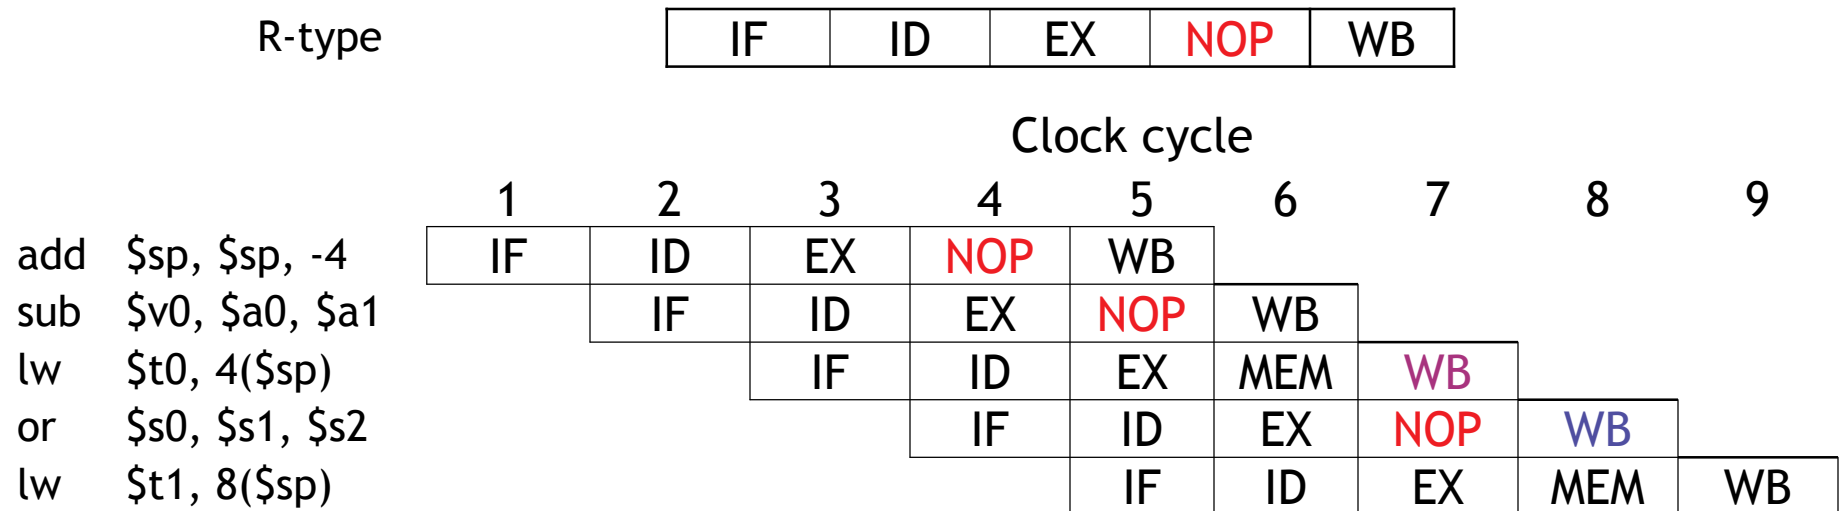 R-type IF ID EX NOP WB
Clock cycle
1 2 3 4 5 6 7 8 9
add $sp, $sp, -4 IF ID EX NOP WB
sub $v0, $a0, $a1 IF ID EX NOP WB
lw $t0, 4($sp) IF ID EX MEM WB
or $s0, $s1, $s2 IF ID EX NOP WB
lw $t1, 8($sp) IF ID EX MEM WB